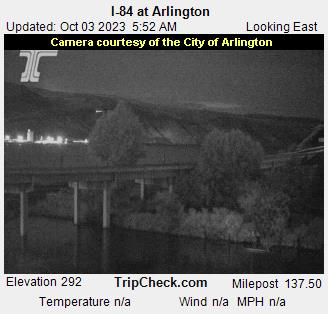 I-84 at Arlington
Updated: Oct 03 2023 5:52 AM Looking East
Camera courtesy of the City of Arlington
Elevation 292 TripCheck.com Milepost 137.50
Temperature n/a Wind n/a MPH n/a